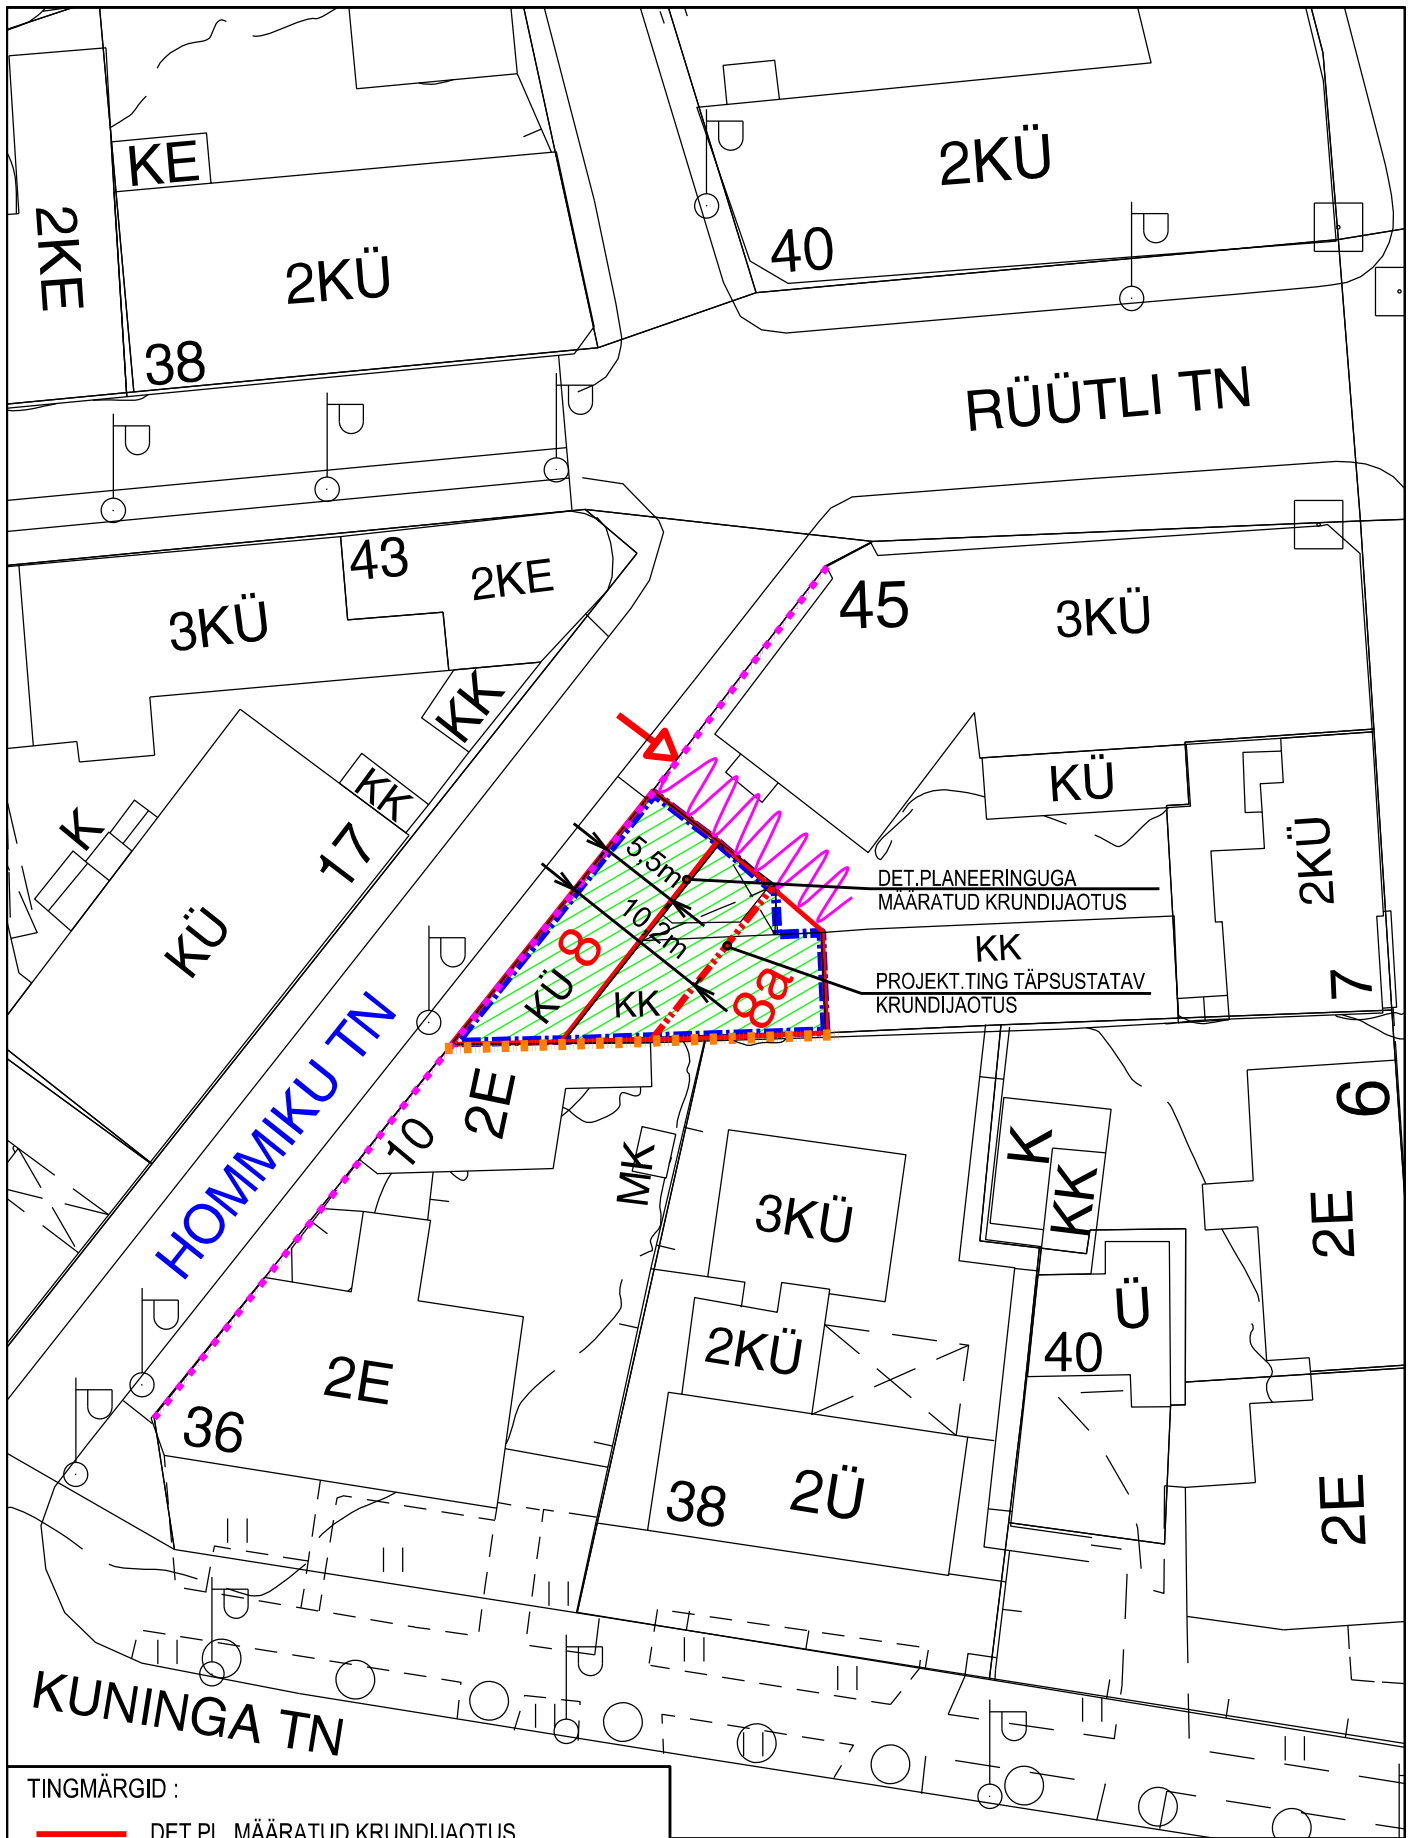 KE
2KÜ
2KE
2KÜ
40
38
RÜÜTLI TN
43
2KE
45
3KÜ
3KÜ
KK
KÜ
KK
K
17
2KÜ
5,5m
DET.PLANEERINGUGA
MÄÄRATUD KRUNDIJAOTUS
10,2m
KÜ
8
KK
KÜ
KK
8a
PROJEKT.TING TÄPSUSTATAV
KRUNDIJAOTUS
7
HOMMIKU TN
2E
10
6
K
MK
KK
3KÜ
2E
Ü
2KÜ
40
2E
36
2Ü
38
2E
KUNINGA TN
TINGMÄRGID :
DET.PL. MÄÄRATUD KRUNDIJAOTUS